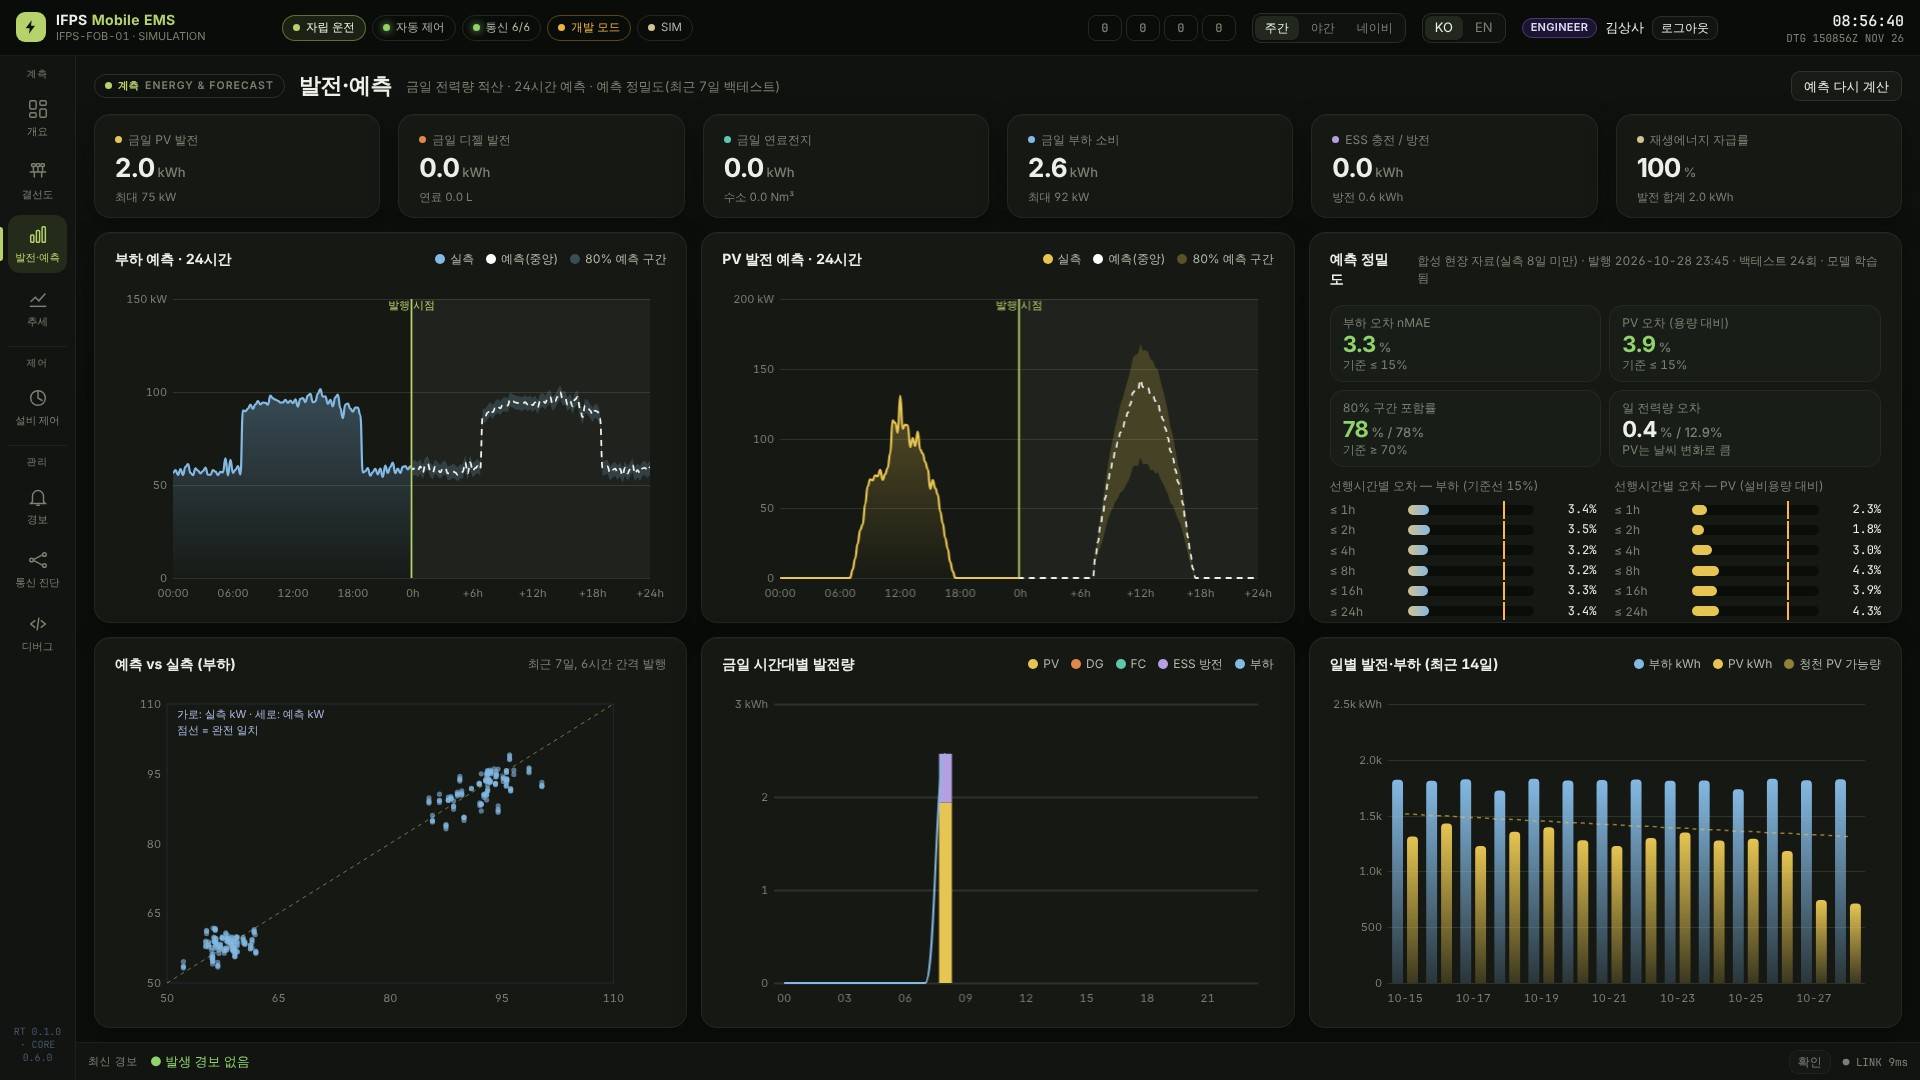 IFPS Mobile EMS
IFPS-FOB-01 · SIMULATION
자립 운전
자동 제어
통신 6/6
개발 모드
SIM
0 0 0 0
주간 야간 네이비
KO EN
ENGINEER 김상사 로그아웃
08:56:40
DTG 150856Z NOV 26
계측
개요
결선도
발전·예측
추세
제어
설비 제어
관리
경보
통신 진단
디버그
RT 0.1.0
· CORE
0.6.0
계측 ENERGY & FORECAST
발전·예측
금일 전력량 적산 · 24시간 예측 · 예측 정밀도(최근 7일 백테스트)
예측 다시 계산
금일 PV 발전
2.0 kWh
최대 75 kW
금일 디젤 발전
0.0 kWh
연료 0.0 L
금일 연료전지
0.0 kWh
수소 0.0 Nm³
금일 부하 소비
2.6 kWh
최대 92 kW
ESS 충전 / 방전
0.0 kWh
방전 0.6 kWh
재생에너지 자급률
100 %
발전 합계 2.0 kWh
부하 예측 · 24시간
실측 예측(중앙) 80% 예측 구간
발행 시점
150 kW
100
50
0
00:00 06:00 12:00 18:00 0h +6h +12h +18h +24h
PV 발전 예측 · 24시간
실측 예측(중앙) 80% 예측 구간
발행 시점
200 kW
150
100
50
0
00:00 06:00 12:00 18:00 0h +6h +12h +18h +24h
예측 정밀
도
합성 현장 자료(실측 8일 미만) · 발행 2026-10-28 23:45 · 백테스트 24회 · 모델 학습
됨
부하 오차 nMAE
3.3 %
기준 ≤ 15%
PV 오차 (용량 대비)
3.9 %
기준 ≤ 15%
80% 구간 포함률
78 % / 78%
기준 ≥ 70%
일 전력량 오차
0.4 % / 12.9%
PV는 날씨 변화로 큼
선행시간별 오차 — 부하 (기준선 15%)
≤ 1h 3.4%
≤ 2h 3.5%
≤ 4h 3.2%
≤ 8h 3.2%
≤ 16h 3.3%
≤ 24h 3.4%
선행시간별 오차 — PV (설비용량 대비)
≤ 1h 2.3%
≤ 2h 1.8%
≤ 4h 3.0%
≤ 8h 4.3%
≤ 16h 3.9%
≤ 24h 4.3%
예측 vs 실측 (부하)
최근 7일, 6시간 간격 발행
가로: 실측 kW · 세로: 예측 kW
점선 = 완전 일치
110
95
80
65
50
50 65 80 95 110
금일 시간대별 발전량
PV DG FC ESS 방전 부하
3 kWh
2
1
0
00 03 06 09 12 15 18 21
일별 발전·부하 (최근 14일)
부하 kWh PV kWh 청천 PV 가능량
2.5k kWh
2.0k
1.5k
1.0k
500
0
10-15 10-17 10-19 10-21 10-23 10-25 10-27
최신 경보
발생 경보 없음
확인
LINK 9ms